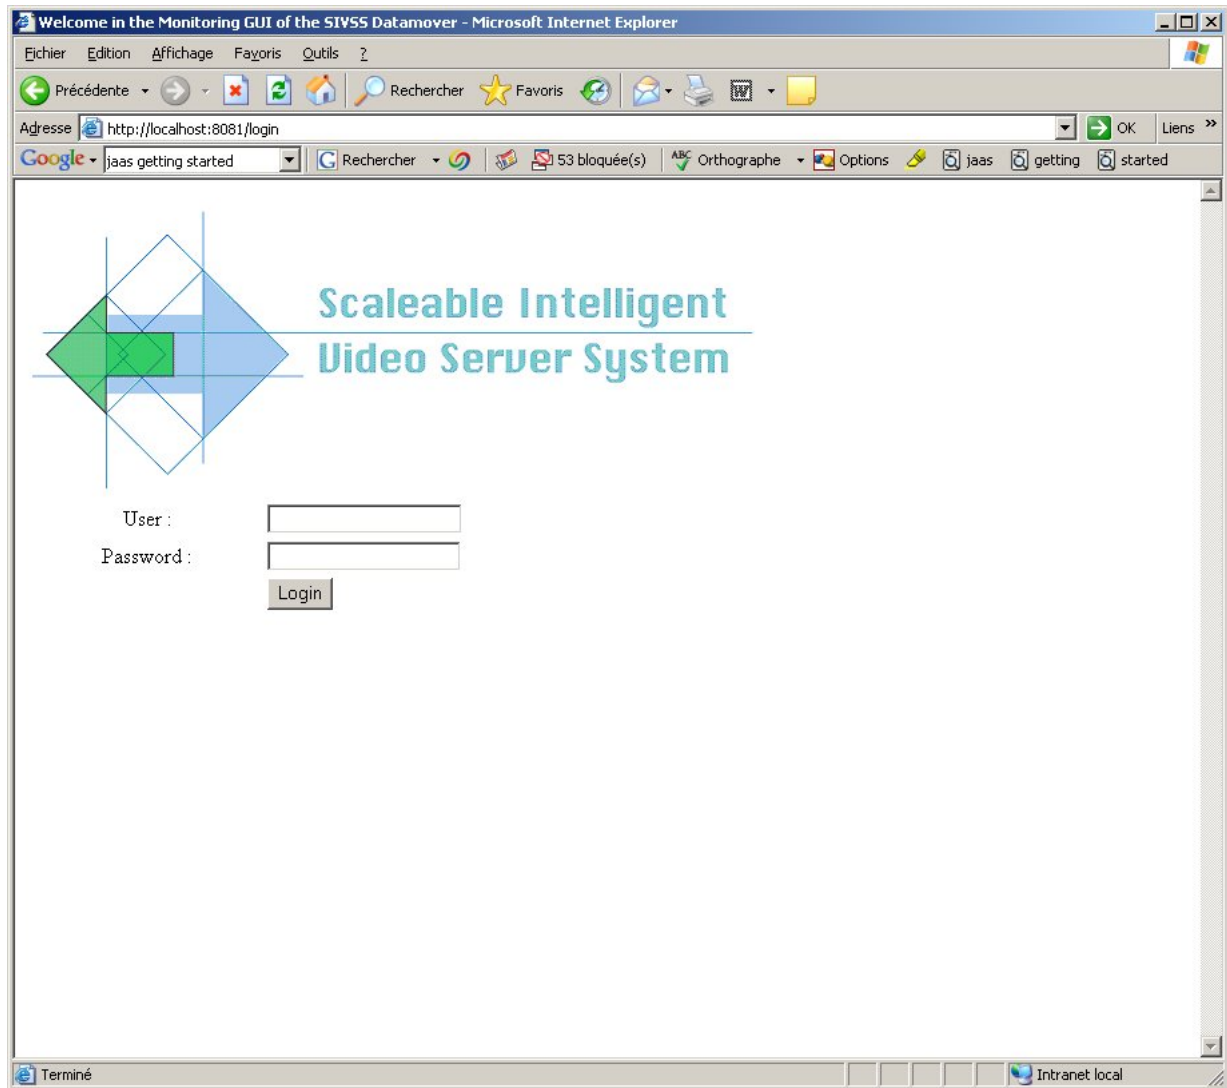 Welcome in the Monitoring GUI of the SIVSS Datamover - Microsoft Internet Explorer
Fichier Edition Affichage Favoris Outils ?
Précédente Rechercher Favoris
Adresse http://localhost:8081/login OK Liens »
Google jaas getting started Rechercher 53 bloquée(s) ABC Orthographe Options jaas getting started
Scaleable Intelligent
Video Server System
User :
Password :
Login
Terminé Intranet local